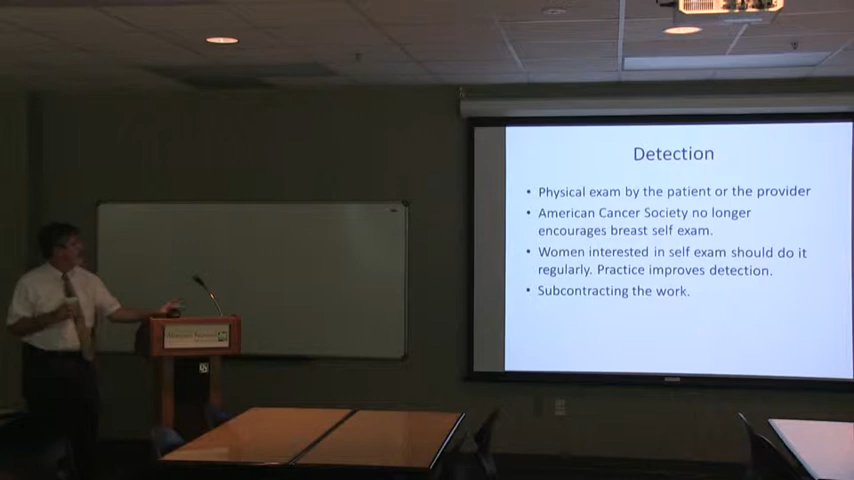 Detection
• Physical exam by the patient or the provider
• American Cancer Society no longer
encourages breast self exam.
• Women interested in self exam should do it
regularly. Practice improves detection.
• Subcontracting the work.